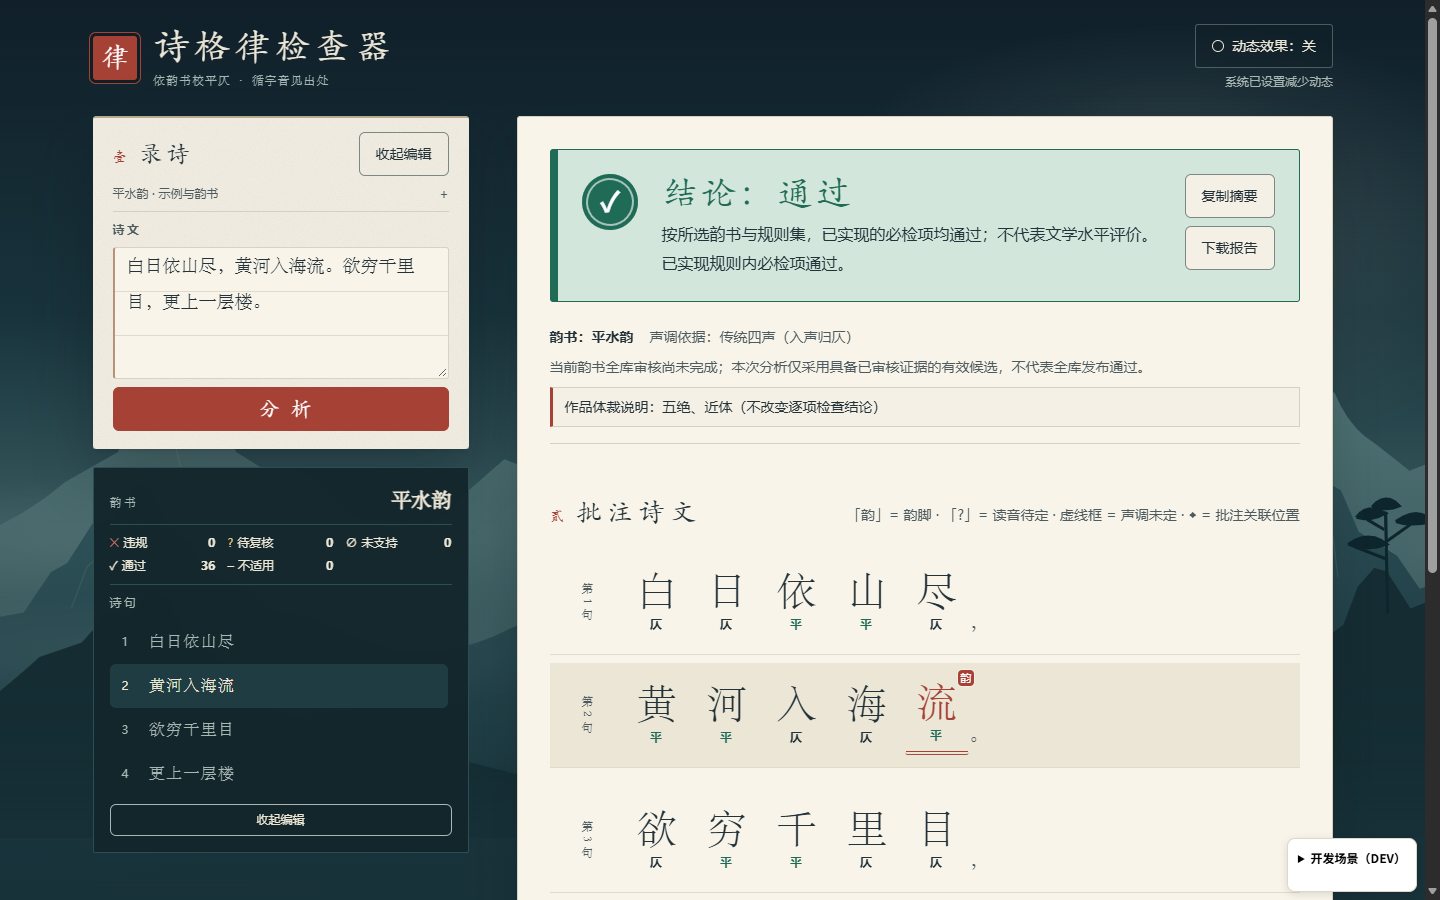 律
诗格律检查器
依韵书校平仄 · 循字音见出处
动态效果：关
系统已设置减少动态
壹 录诗
收起编辑
平水韵 · 示例与韵书 +
诗文
白日依山尽，黄河入海流。欲穷千里
目，更上一层楼。
分析
韵书 平水韵
✕ 违规 0 ? 待复核 0 ⊘ 未支持 0
✓ 通过 36 – 不适用 0
诗句
1 白日依山尽
2 黄河入海流
3 欲穷千里目
4 更上一层楼
收起编辑
结论：通过
按所选韵书与规则集，已实现的必检项均通过；不代表文学水平评价。
已实现规则内必检项通过。
复制摘要
下载报告
韵书：平水韵 声调依据：传统四声（入声归仄）
当前韵书全库审核尚未完成；本次分析仅采用具备已审核证据的有效候选，不代表全库发布通过。
作品体裁说明：五绝、近体（不改变逐项检查结论）
贰 批注诗文
「韵」= 韵脚 · 「?」= 读音待定 · 虚线框 = 声调未定 · ◆ = 批注关联位置
第1句
白日依山尽，
仄 仄 平 平 仄
第2句
黄河入海流。
韵
平 平 仄 仄 平
第3句
欲穷千里目，
仄 平 平 仄 仄
▶ 开发场景（DEV）